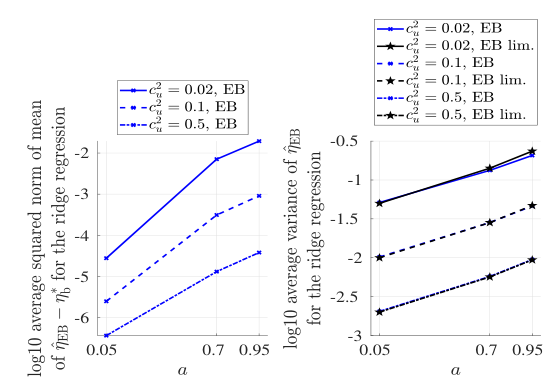 c_u^2 = 0.02, EB
c_u^2 = 0.1, EB
c_u^2 = 0.5, EB
log10 average squared norm of mean
of η̂_EB − η_b^* for the ridge regression
-2
-3
-4
-5
-6
0.05
0.7
0.95
a
c_u^2 = 0.02, EB
c_u^2 = 0.02, EB lim.
c_u^2 = 0.1, EB
c_u^2 = 0.1, EB lim.
c_u^2 = 0.5, EB
c_u^2 = 0.5, EB lim.
log10 average variance of η̂_EB
for the ridge regression
-0.5
-1
-1.5
-2
-2.5
-3
0.05
0.7
0.95
a